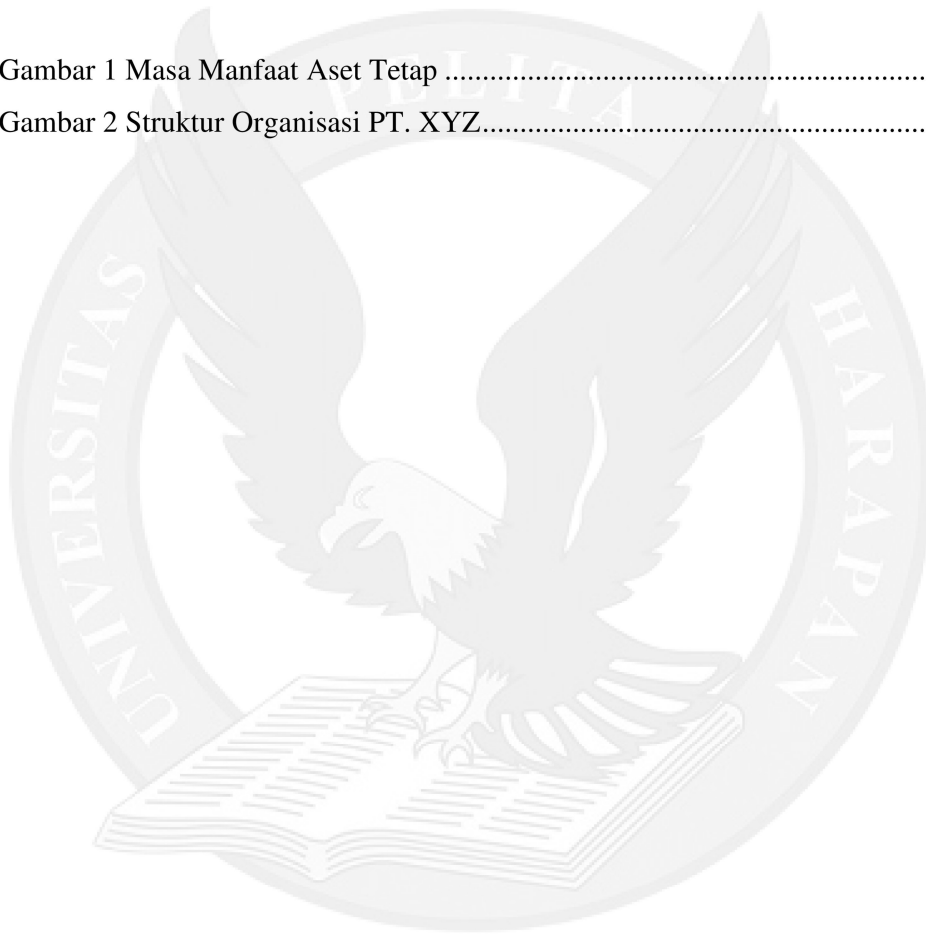 Gambar 1 Masa Manfaat Aset Tetap ................................................................
Gambar 2 Struktur Organisasi PT. XYZ...........................................................
UNIVERSITAS PELITA HARAPAN